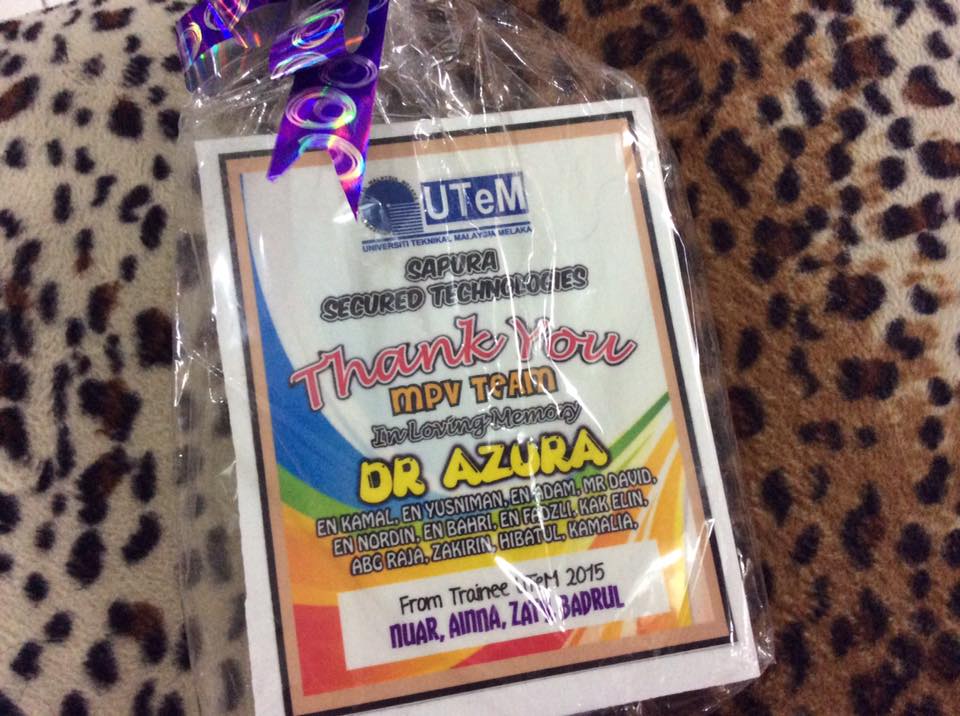 UTeM
UNIVERSITI TEKNIKAL MALAYSIA MELAKA
SAPURA
SECURED TECHNOLOGIES
Thank You
MPV TEAM
In Loving Memory
DR AZURA
EN KAMAL, EN YUSNIMAN, EN ADAM, MR DAVID,
EN NORDIN, EN BAHRI, EN FADZLI, KAK ELIN,
ABG RAJA, ZAKIRIN, HIBATUL, KAMALIA,
From Trainee UTeM 2015
NUAR, AINNA, BADRUL